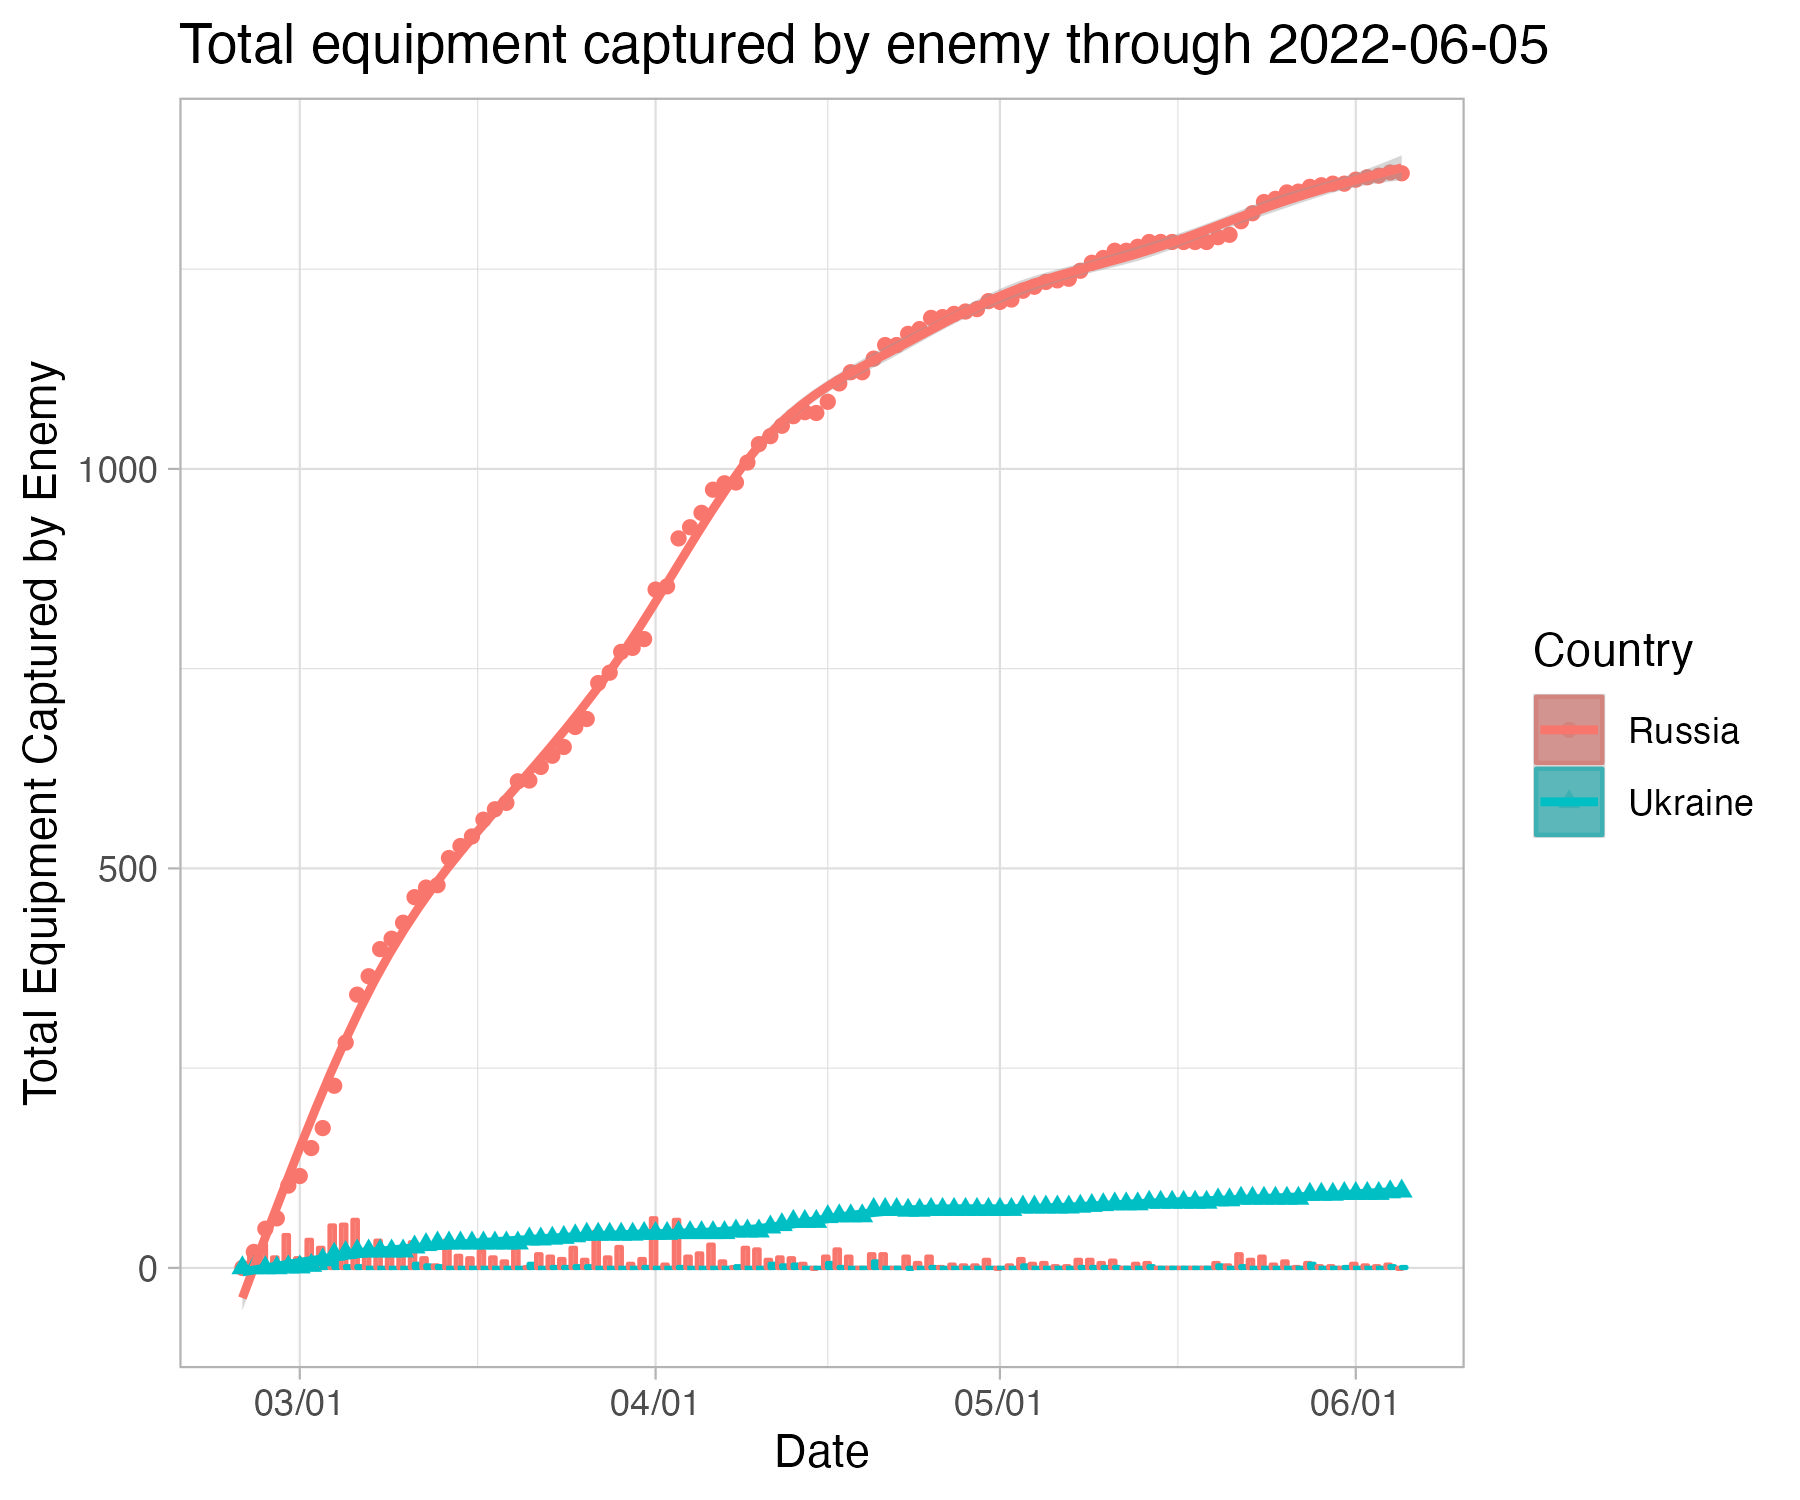 Total equipment captured by enemy through 2022-06-05
Total Equipment Captured by Enemy
1000
500
0
03/01
04/01
05/01
06/01
Date
Country
Russia
Ukraine